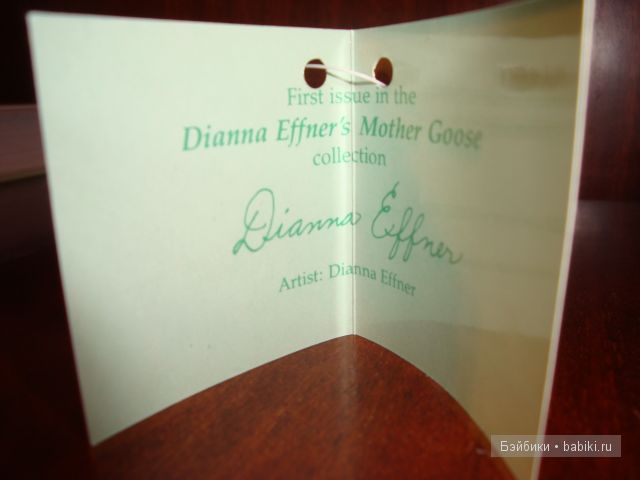 First issue in the
Dianna Effner's Mother Goose
collection
Dianna Effner
Artist: Dianna Effner
Бэйбики • babiki.ru